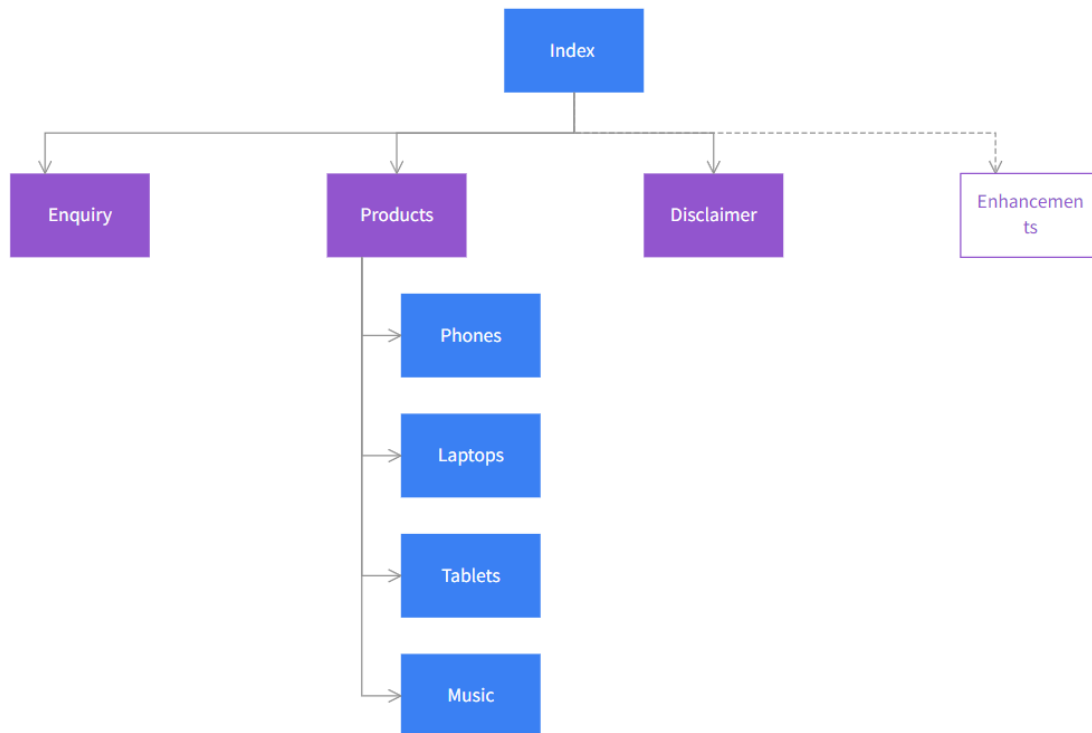 Index
Enquiry
Products
Disclaimer
Enhancemen
ts
Phones
Laptops
Tablets
Music